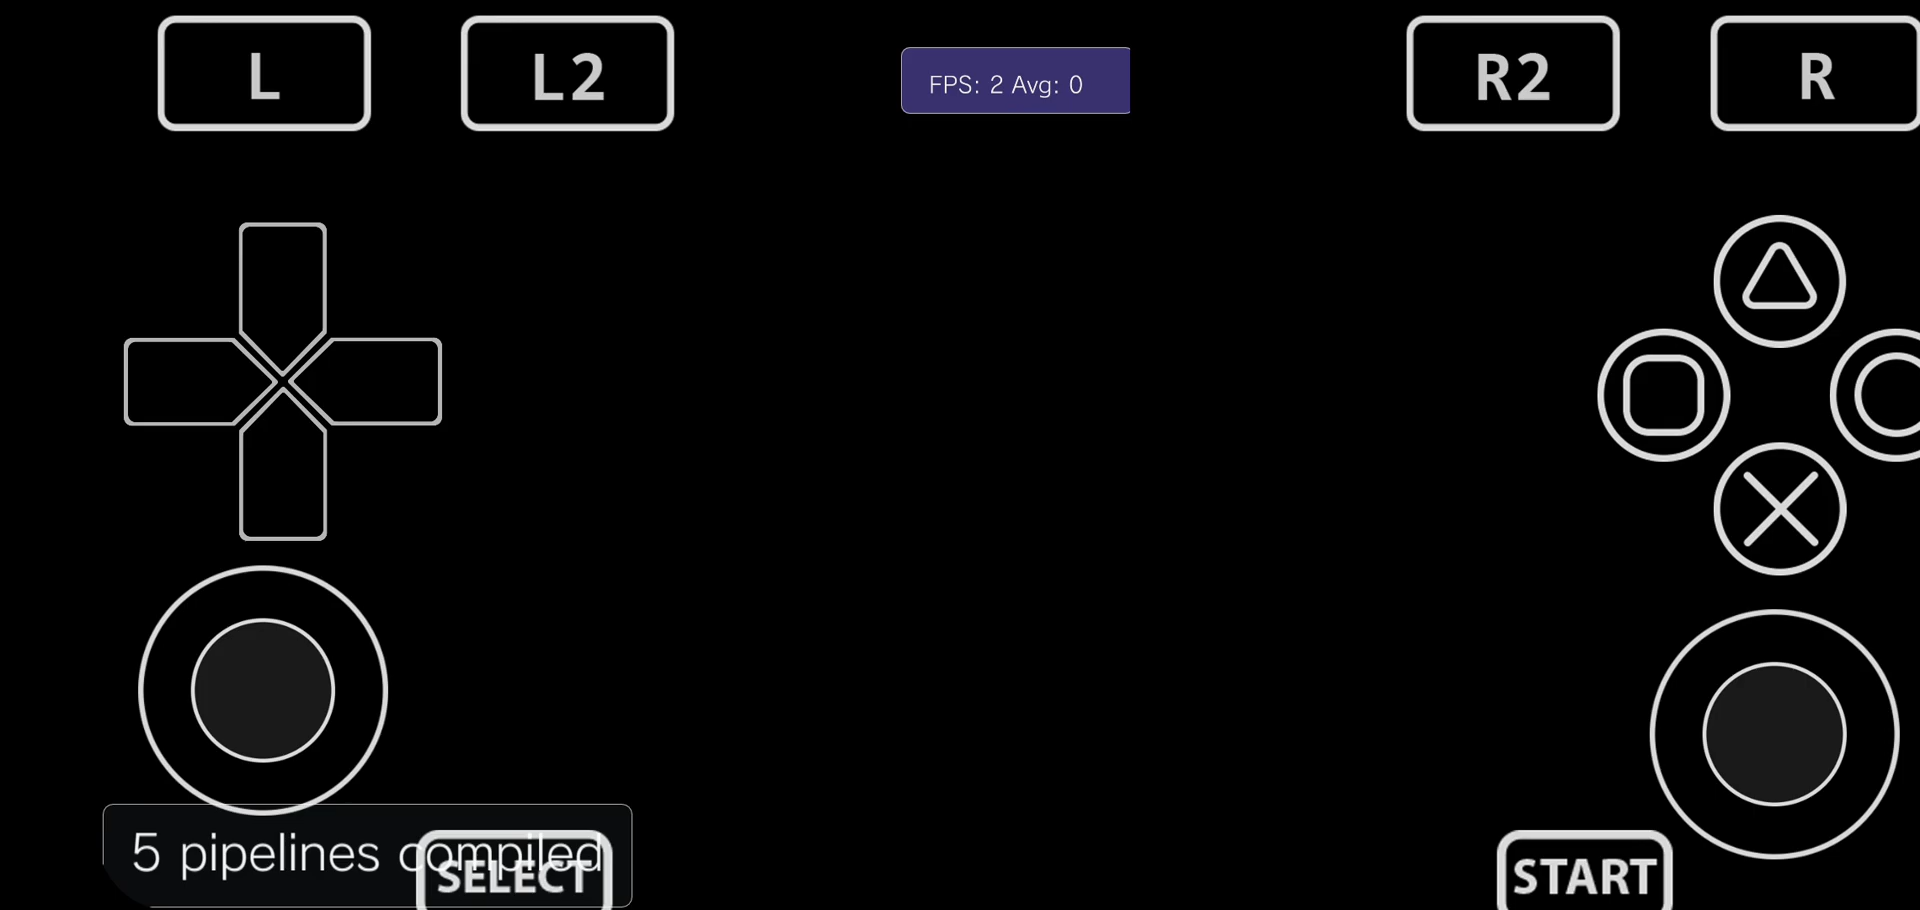 L
L2
FPS: 2 Avg: 0
R2
R
5 pipelines compiled
SELECT
START